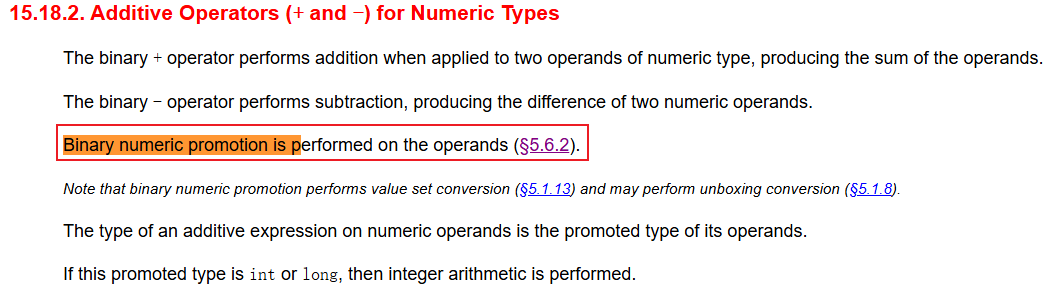 15.18.2. Additive Operators (+ and −) for Numeric Types
The binary + operator performs addition when applied to two operands of numeric type, producing the sum of the operands.
The binary − operator performs subtraction, producing the difference of two numeric operands.
Binary numeric promotion is performed on the operands (§5.6.2).
Note that binary numeric promotion performs value set conversion (§5.1.13) and may perform unboxing conversion (§5.1.8).
The type of an additive expression on numeric operands is the promoted type of its operands.
If this promoted type is int or long, then integer arithmetic is performed.